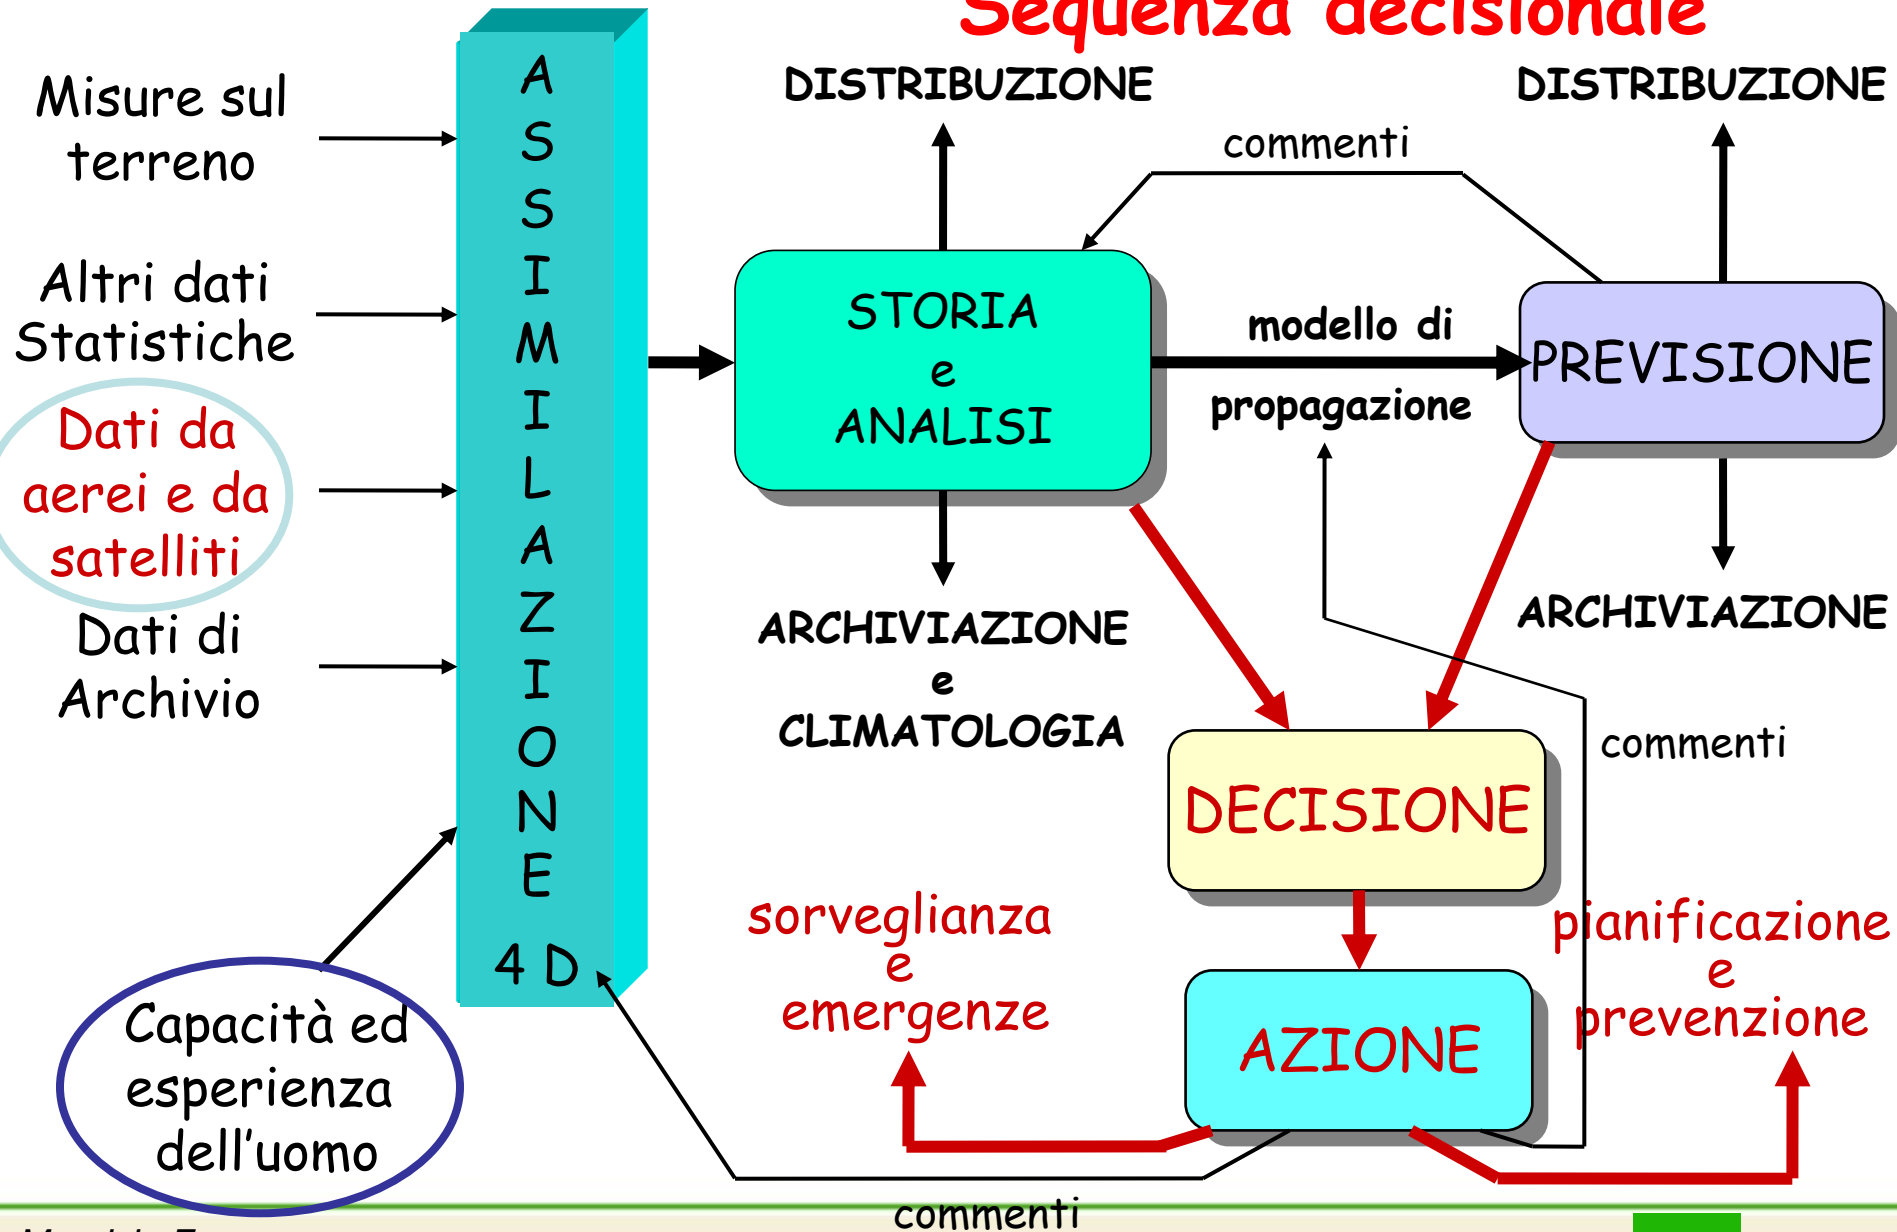 Sequenza decisionale
Misure sul
terreno
Altri dati
Statistiche
Dati da
aerei e da
satelliti
Dati di
Archivio
Capacità ed
esperienza
dell'uomo
A
S
S
I
M
I
L
A
Z
I
O
N
E
4 D
DISTRIBUZIONE
DISTRIBUZIONE
commenti
STORIA
e
ANALISI
modello di
propagazione
PREVISIONE
ARCHIVIAZIONE
e
CLIMATOLOGIA
ARCHIVIAZIONE
commenti
DECISIONE
sorveglianza
e
emergenze
pianificazione
e
prevenzione
AZIONE
commenti